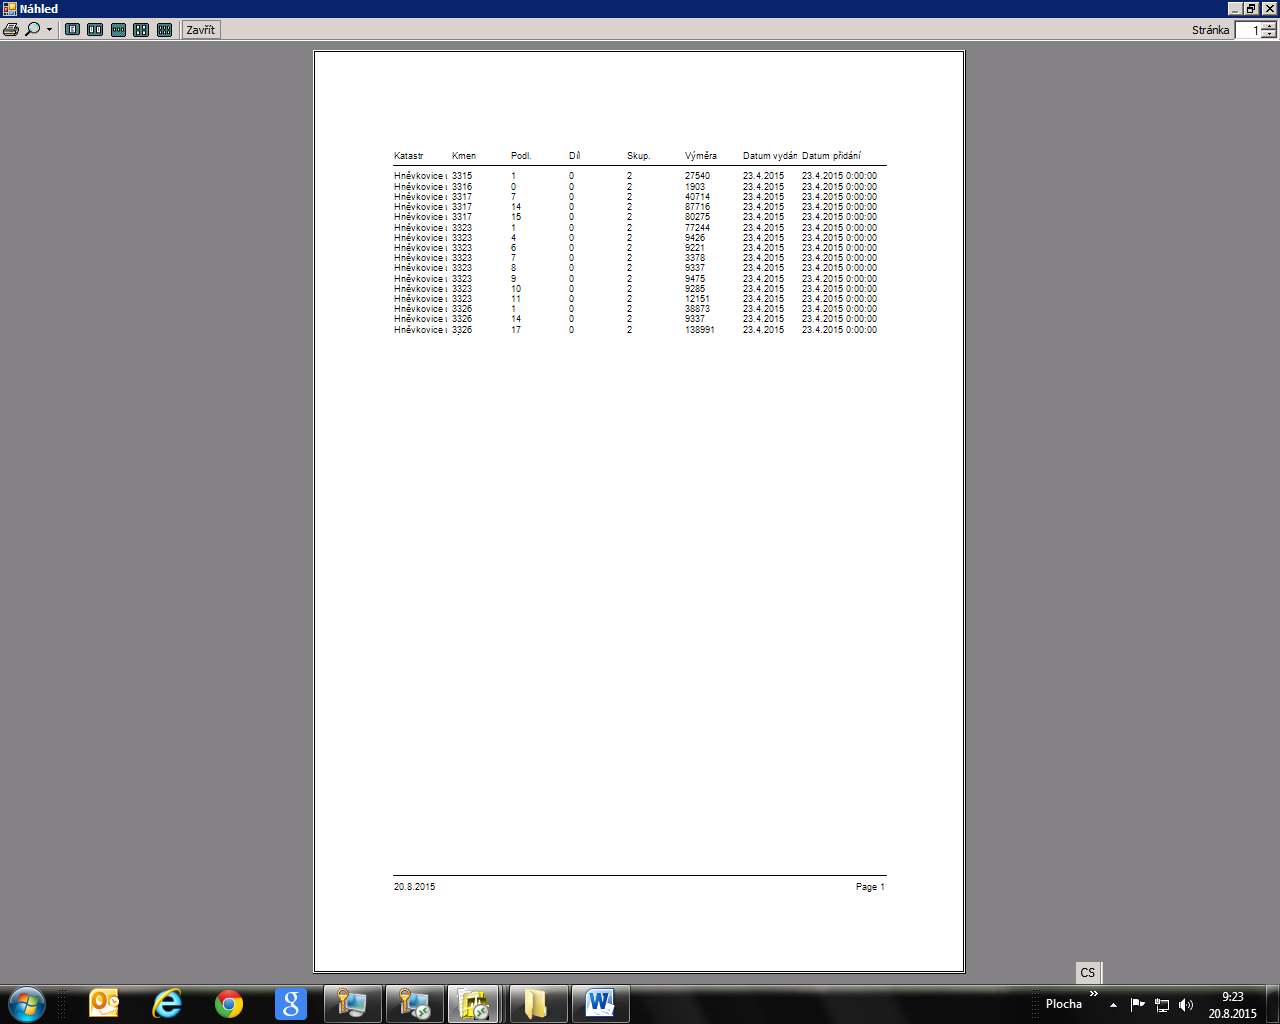 Náhled
Zavřít
Stránka 1
Katastr Kmen Podl. Díl Skup. Výměra Datum vydán Datum přidání
Hněvkovice u 3315 1 0 2 27540 23.4.2015 23.4.2015 0:00:00
Hněvkovice u 3316 0 0 2 1903 23.4.2015 23.4.2015 0:00:00
Hněvkovice u 3317 7 0 2 40714 23.4.2015 23.4.2015 0:00:00
Hněvkovice u 3317 14 0 2 87716 23.4.2015 23.4.2015 0:00:00
Hněvkovice u 3317 15 0 2 80275 23.4.2015 23.4.2015 0:00:00
Hněvkovice u 3323 1 0 2 77244 23.4.2015 23.4.2015 0:00:00
Hněvkovice u 3323 4 0 2 9426 23.4.2015 23.4.2015 0:00:00
Hněvkovice u 3323 6 0 2 9221 23.4.2015 23.4.2015 0:00:00
Hněvkovice u 3323 7 0 2 3378 23.4.2015 23.4.2015 0:00:00
Hněvkovice u 3323 8 0 2 9337 23.4.2015 23.4.2015 0:00:00
Hněvkovice u 3323 9 0 2 9475 23.4.2015 23.4.2015 0:00:00
Hněvkovice u 3323 10 0 2 9285 23.4.2015 23.4.2015 0:00:00
Hněvkovice u 3323 11 0 2 12151 23.4.2015 23.4.2015 0:00:00
Hněvkovice u 3326 1 0 2 38873 23.4.2015 23.4.2015 0:00:00
Hněvkovice u 3326 14 0 2 9337 23.4.2015 23.4.2015 0:00:00
Hněvkovice u 3326 17 0 2 138991 23.4.2015 23.4.2015 0:00:00
20.8.2015 Page 1
CS
Plocha
9:23
20.8.2015